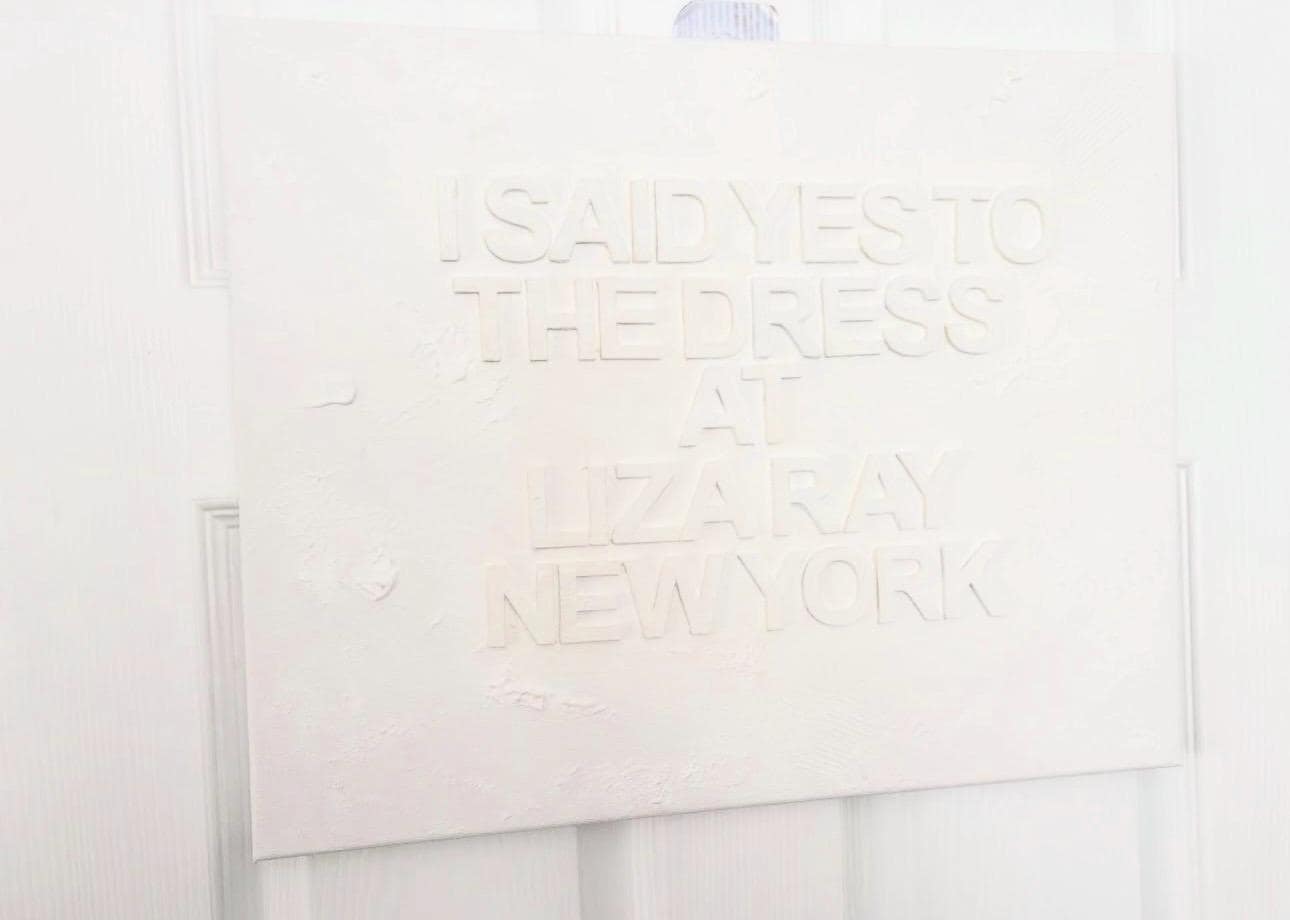 I SAID YES TO
THE DRESS
AT
LIZA RAY
NEW YORK